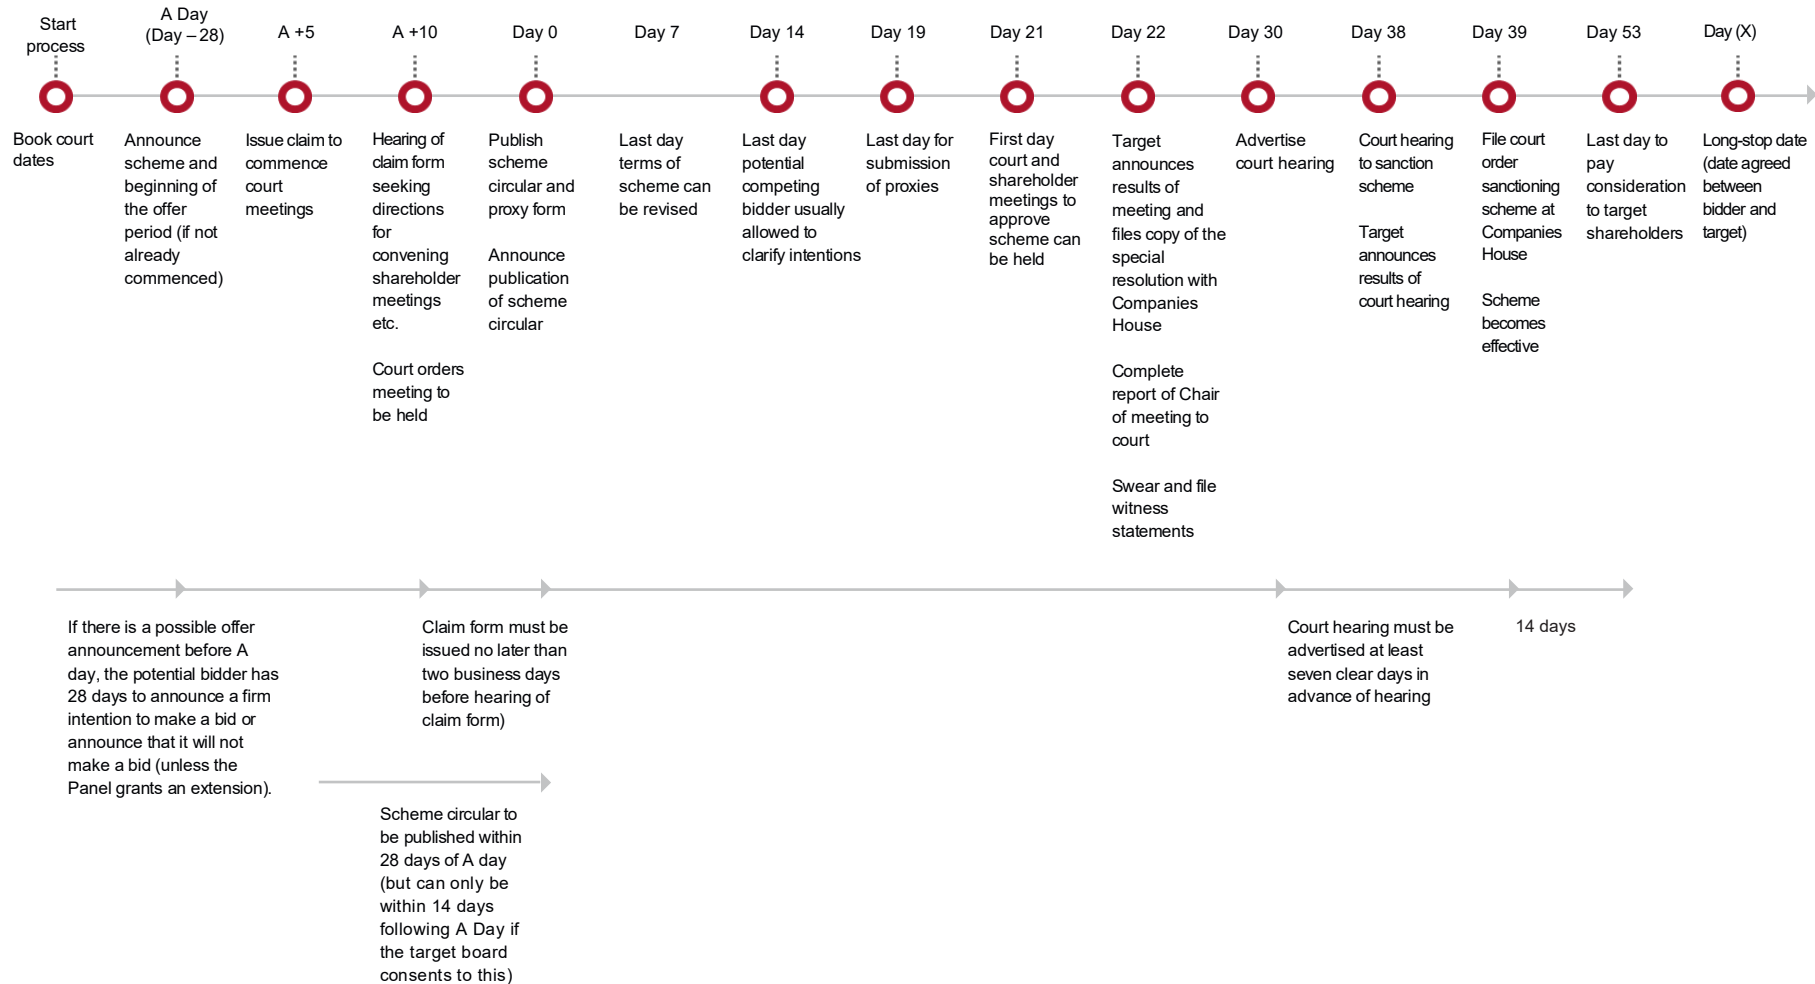 Start
process
A Day
(Day – 28)
A +5
A +10
Day 0
Day 7
Day 14
Day 19
Day 21
Day 22
Day 30
Day 38
Day 39
Day 53
Day (X)
Book court
dates
Announce
scheme and
beginning of
the offer
period (if not
already
commenced)
Issue claim to
commence
court
meetings
Hearing of
claim form
seeking
directions
for
convening
shareholder
meetings
etc.
Court orders
meeting to
be held
Publish
scheme
circular and
proxy form
Announce
publication
of scheme
circular
Last day
terms of
scheme can
be revised
Last day
potential
competing
bidder usually
allowed to
clarify intentions
Last day for
submission
of proxies
First day
court and
shareholder
meetings to
approve
scheme can
be held
Target
announces
results of
meeting and
files copy of the
special
resolution with
Companies
House
Complete
report of Chair
of meeting to
court
Swear and file
witness
statements
Advertise
court hearing
Court hearing
to sanction
scheme
Target
announces
results of
court hearing
File court
order
sanctioning
scheme at
Companies
House
Scheme
becomes
effective
Last day to
pay
consideration
to target
shareholders
Long-stop date
(date agreed
between
bidder and
target)
If there is a possible offer
announcement before A
day, the potential bidder has
28 days to announce a firm
intention to make a bid or
announce that it will not
make a bid (unless the
Panel grants an extension).
Claim form must be
issued no later than
two business days
before hearing of
claim form)
Court hearing must be
advertised at least
seven clear days in
advance of hearing
14 days
Scheme circular to
be published within
28 days of A day
(but can only be
within 14 days
following A Day if
the target board
consents to this)